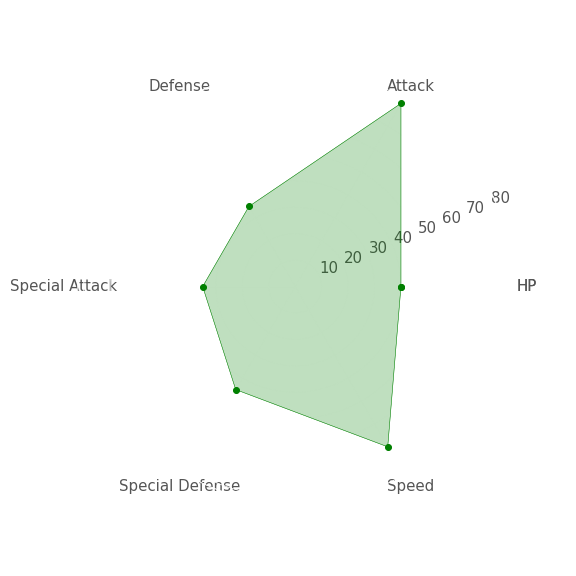 Defense
Attack
80
70
60
50
40
30
20
10
Special Attack
HP
Special Defense
Speed